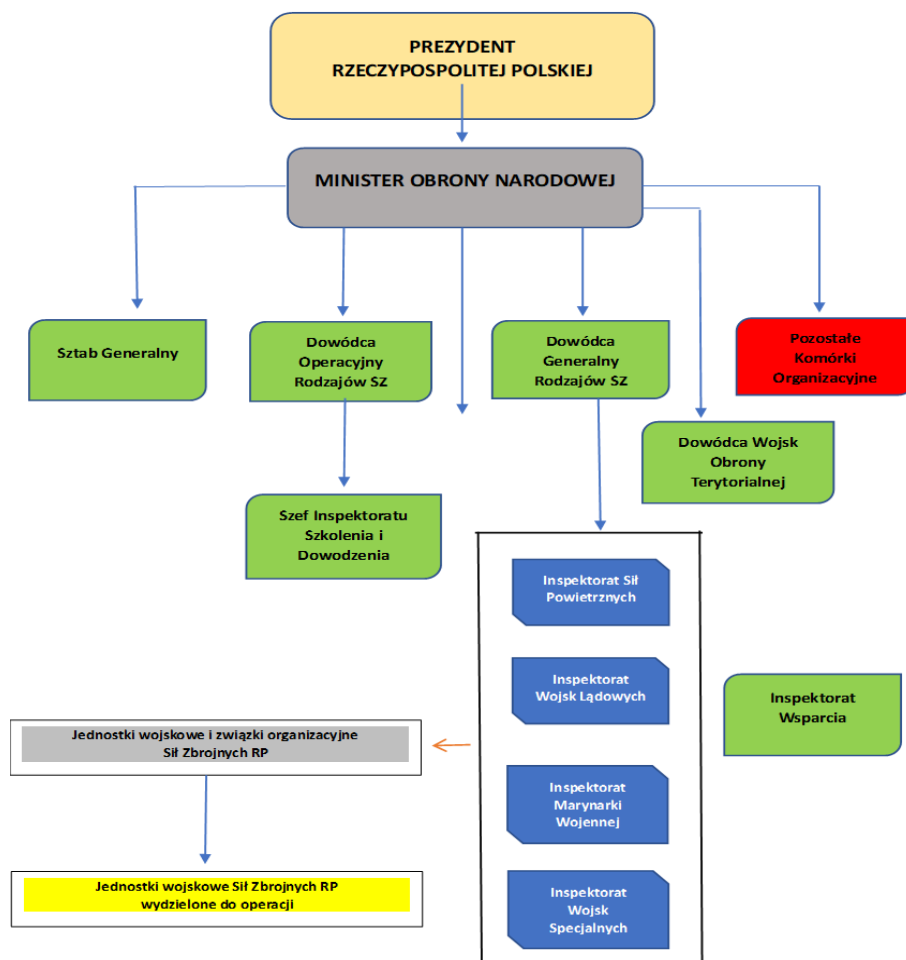 PREZYDENT
RZECZYPOSPOLITEJ POLSKIEJ
MINISTER OBRONY NARODOWEJ
Sztab Generalny
Dowódca
Operacyjny
Rodzajów SZ
Dowódca
Generalny
Rodzajów SZ
Pozostałe
Komórki
Organizacyjne
Dowódca Wojsk
Obrony
Terytorialnej
Szef Inspektoratu
Szkolenia i
Dowodzenia
Inspektorat Sił
Powietrznych
Inspektorat
Wojsk Lądowych
Inspektorat
Wsparcia
Jednostki wojskowe i związki organizacyjne
Sił Zbrojnych RP
Inspektorat
Marynarki
Wojennej
Jednostki wojskowe Sił Zbrojnych RP
wydzielone do operacji
Inspektorat
Wojsk
Specjalnych